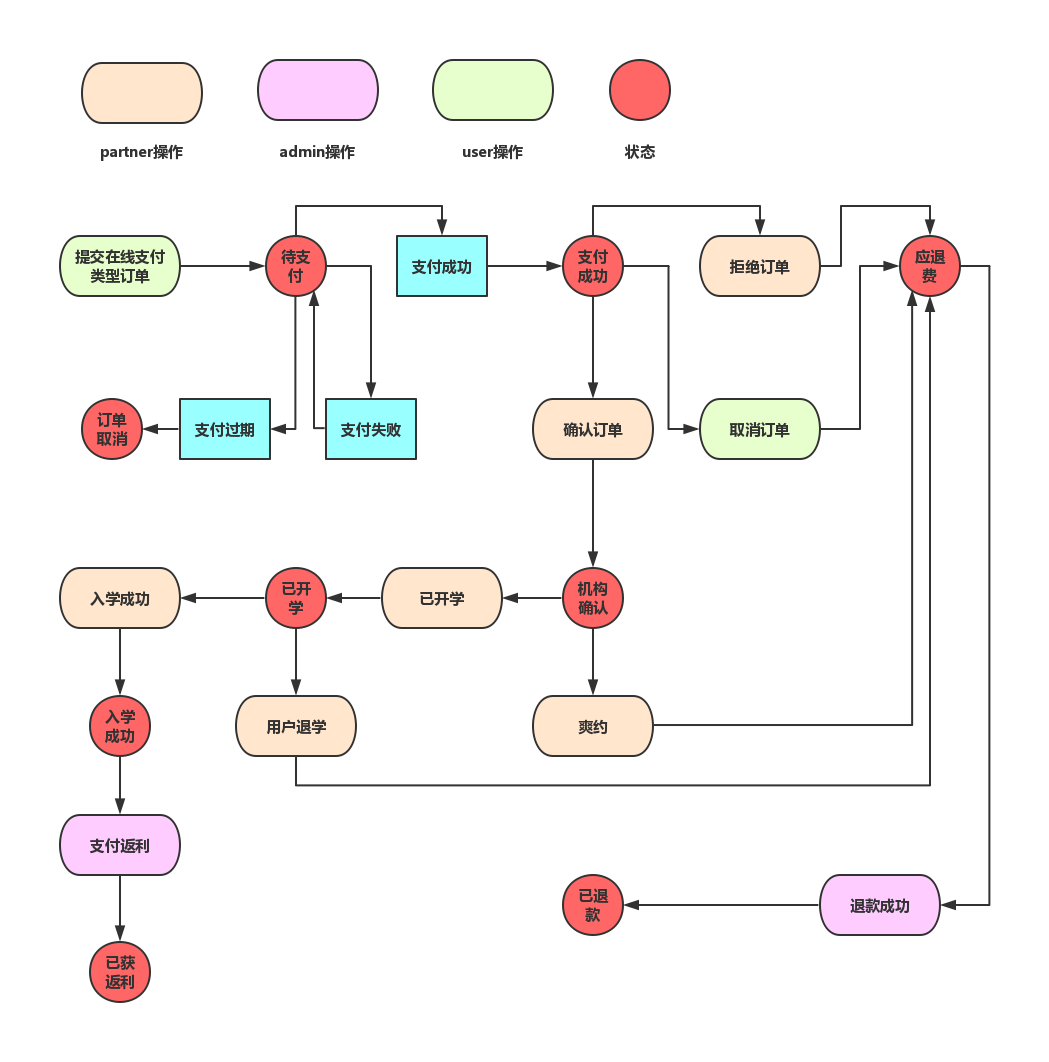 partner操作
admin操作
user操作
状态
提交在线支付
类型订单
待支
付
支付成功
支付
成功
拒绝订单
应退
费
订单
取消
支付过期
支付失败
确认订单
取消订单
入学成功
已开
学
已开学
机构
确认
入学
成功
用户退学
爽约
支付返利
已退
款
退款成功
已获
返利